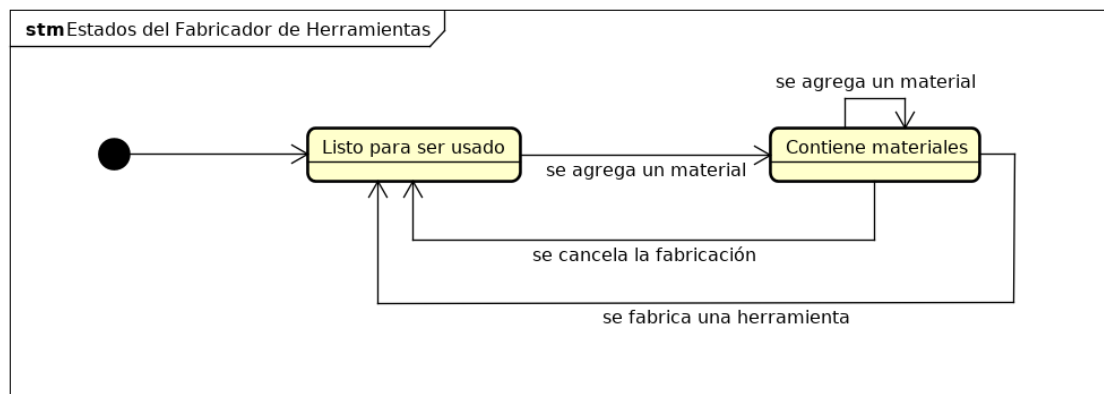 stm Estados del Fabricador de Herramientas
se agrega un material
Listo para ser usado
Contiene materiales
se agrega un material
se cancela la fabricación
se fabrica una herramienta